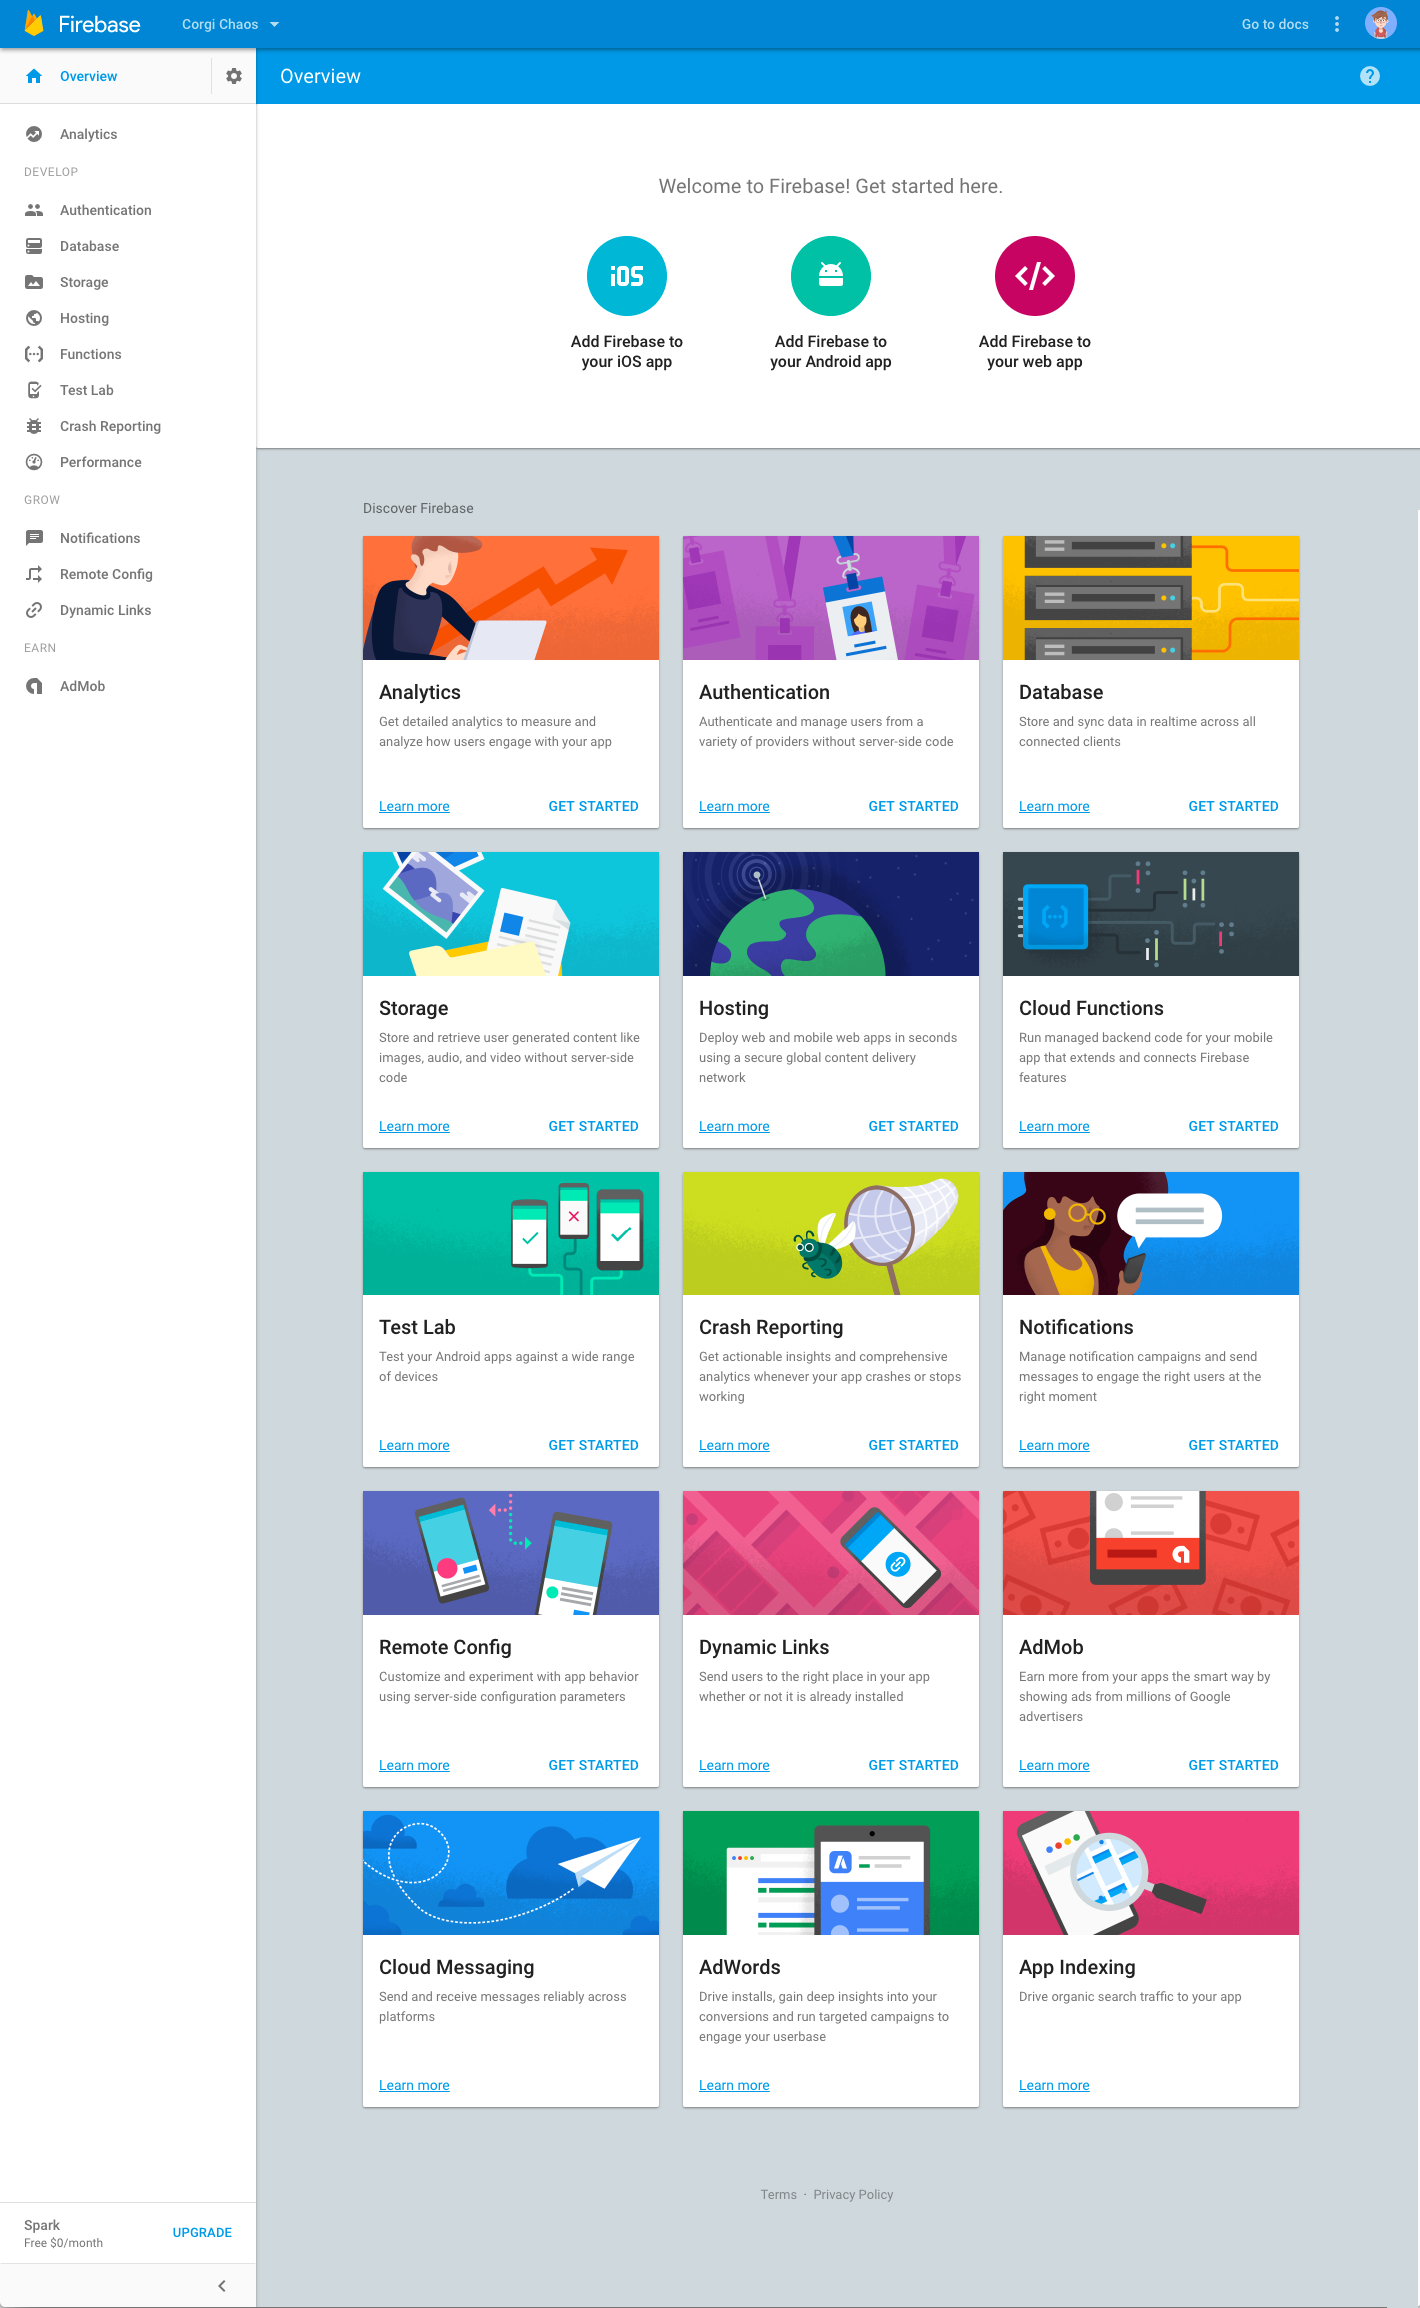 Firebase
Corgi Chaos
Go to docs
Overview
Overview
Analytics
DEVELOP
Authentication
Database
Storage
Hosting
Functions
Test Lab
Crash Reporting
Performance
GROW
Notifications
Remote Config
Dynamic Links
EARN
AdMob
Spark
Free $0/month
UPGRADE
Welcome to Firebase! Get started here.
iOS
Add Firebase to
your iOS app
Add Firebase to
your Android app
</>
Add Firebase to
your web app
Discover Firebase
Analytics
Get detailed analytics to measure and
analyze how users engage with your app
Learn more
GET STARTED
Authentication
Authenticate and manage users from a
variety of providers without server-side code
Learn more
GET STARTED
Database
Store and sync data in realtime across all
connected clients
Learn more
GET STARTED
Storage
Store and retrieve user generated content like
images, audio, and video without server-side
code
Learn more
GET STARTED
Hosting
Deploy web and mobile web apps in seconds
using a secure global content delivery
network
Learn more
GET STARTED
Cloud Functions
Run managed backend code for your mobile
app that extends and connects Firebase
features
Learn more
GET STARTED
Test Lab
Test your Android apps against a wide range
of devices
Learn more
GET STARTED
Crash Reporting
Get actionable insights and comprehensive
analytics whenever your app crashes or stops
working
Learn more
GET STARTED
Notifications
Manage notification campaigns and send
messages to engage the right users at the
right moment
Learn more
GET STARTED
Remote Config
Customize and experiment with app behavior
using server-side configuration parameters
Learn more
GET STARTED
Dynamic Links
Send users to the right place in your app
whether or not it is already installed
Learn more
GET STARTED
AdMob
Earn more from your apps the smart way by
showing ads from millions of Google
advertisers
Learn more
GET STARTED
Cloud Messaging
Send and receive messages reliably across
platforms
Learn more
AdWords
Drive installs, gain deep insights into your
conversions and run targeted campaigns to
engage your userbase
Learn more
App Indexing
Drive organic search traffic to your app
Learn more
Terms · Privacy Policy